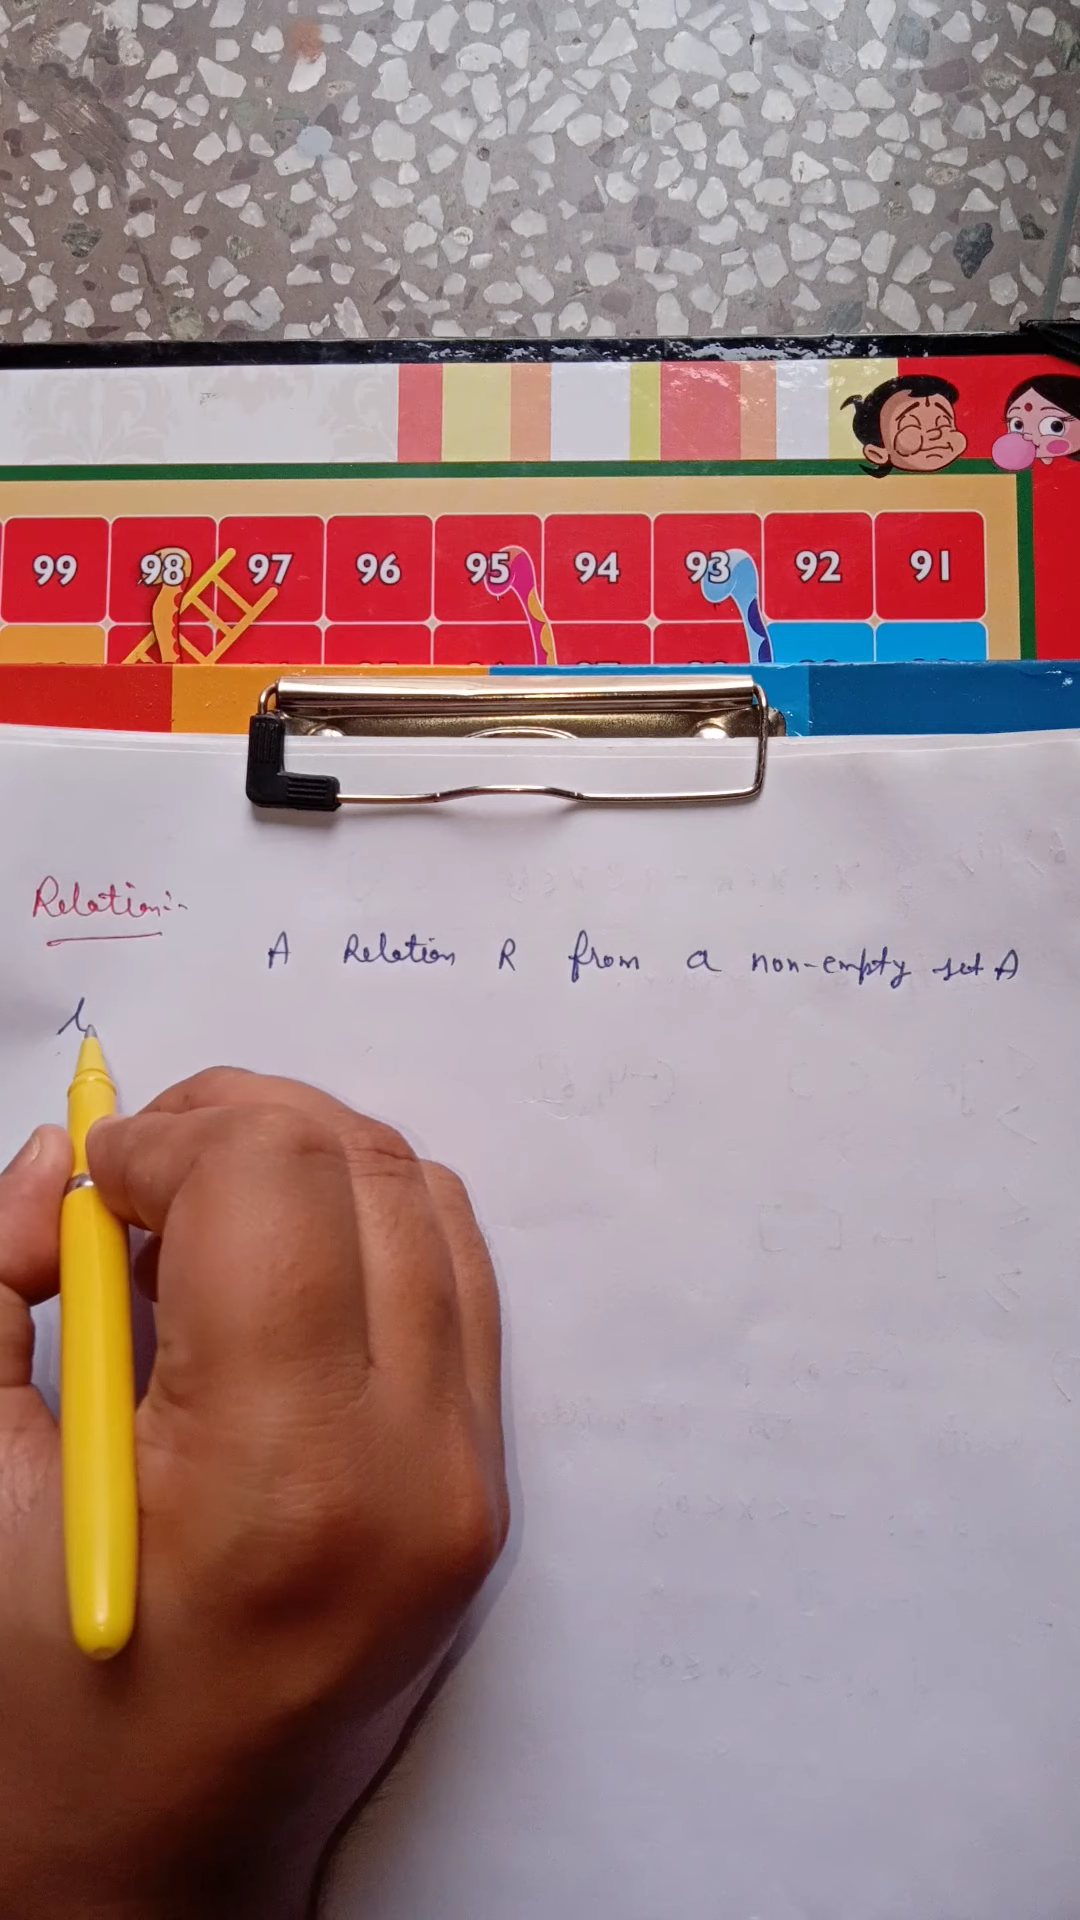 99 98 97 96 95 94 93 92 91
Relation:-
A Relation R from a non-empty set A